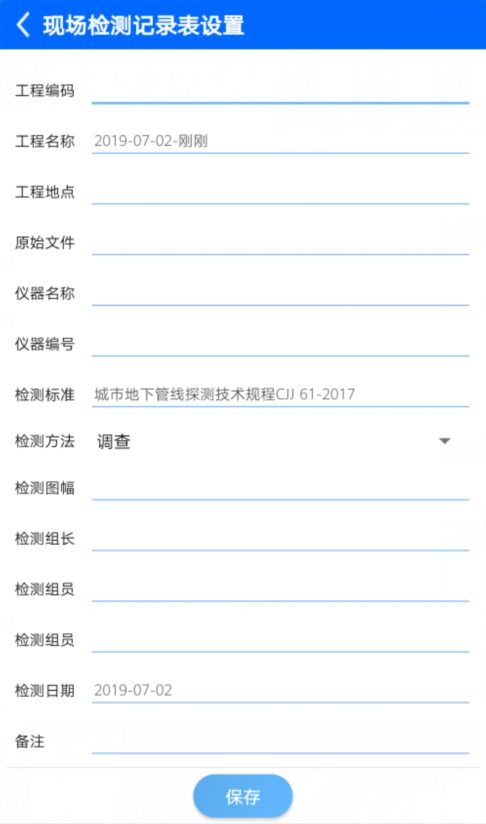 现场检测记录表设置
工程编码
工程名称 2019-07-02-刚刚
工程地点
原始文件
仪器名称
仪器编号
检测标准 城市地下管线探测技术规程CJJ 61-2017
检测方法 调查
检测图幅
检测组长
检测组员
检测组员
检测日期 2019-07-02
备注
保存